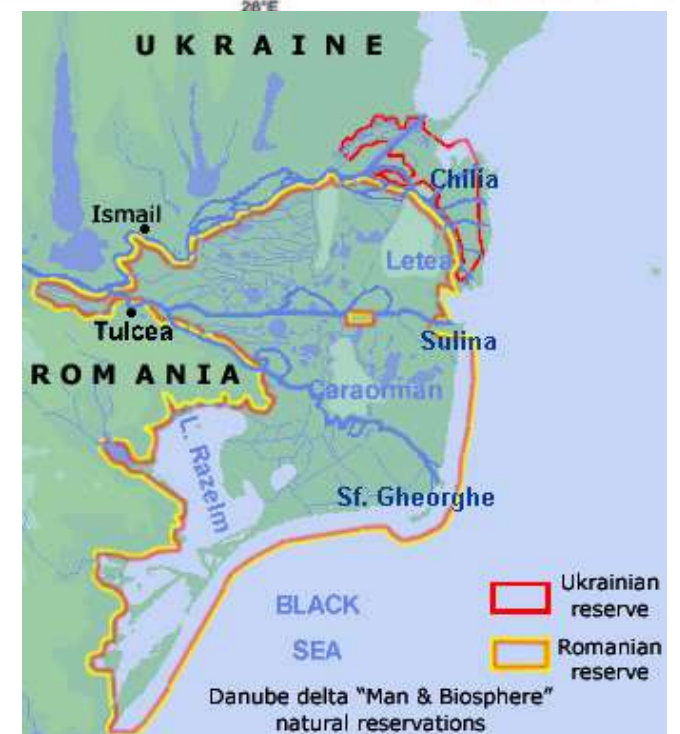 28°E
UKRAINE
Chilia
Ismail
Letea
Tulcea
Sulina
ROMANIA
Caraorman
L. Razelm
Sf. Gheorghe
Ukrainian
reserve
BLACK
SEA
Romanian
reserve
Danube delta "Man & Biosphere"
natural reservations